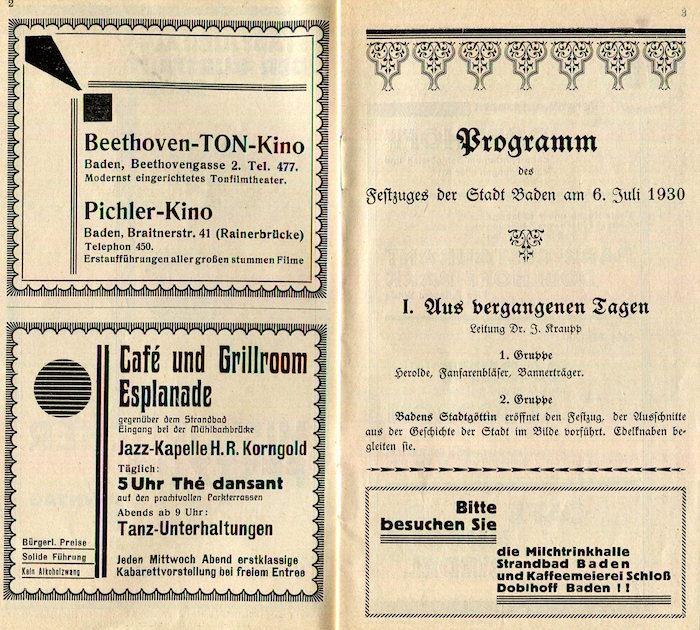 2
Beethoven-TON-Kino
Baden, Beethovengasse 2. Tel. 477.
Modernst eingerichtetes Tonfilmtheater.
Pichler-Kino
Baden, Braitnerstr. 41 (Rainerbrücke)
Telephon 450.
Erstaufführungen aller großen stummen Filme
Café und Grillroom
Esplanade
gegenüber dem Strandbad
Eingang bei der Mühlbachbrücke
Jazz-Kapelle H. R. Korngold
Täglich:
5 Uhr Thé dansant
auf den prachtvollen Parkterrassen
Abends ab 9 Uhr:
Tanz-Unterhaltungen
Bürgerl. Preise
Solide Führung
Kein Alkoholzwang
Jeden Mittwoch Abend erstklassige
Kabarettvorstellung bei freiem Entree
3
Programm
des
Festzuges der Stadt Baden am 6. Juli 1930
I. Aus vergangenen Tagen
Leitung Dr. J. Kraupp
1. Gruppe
Herolde, Fanfarenbläser, Bannerträger.
2. Gruppe
Badens Stadtgöttin eröffnet den Festzug, der Ausschnitte
aus der Geschichte der Stadt im Bilde vorführt. Edelknaben be-
gleiten sie.
Bitte
besuchen Sie
die Milchtrinkhalle
Strandbad Baden
und Kaffeemeierei Schloß
Doblhoff Baden !!